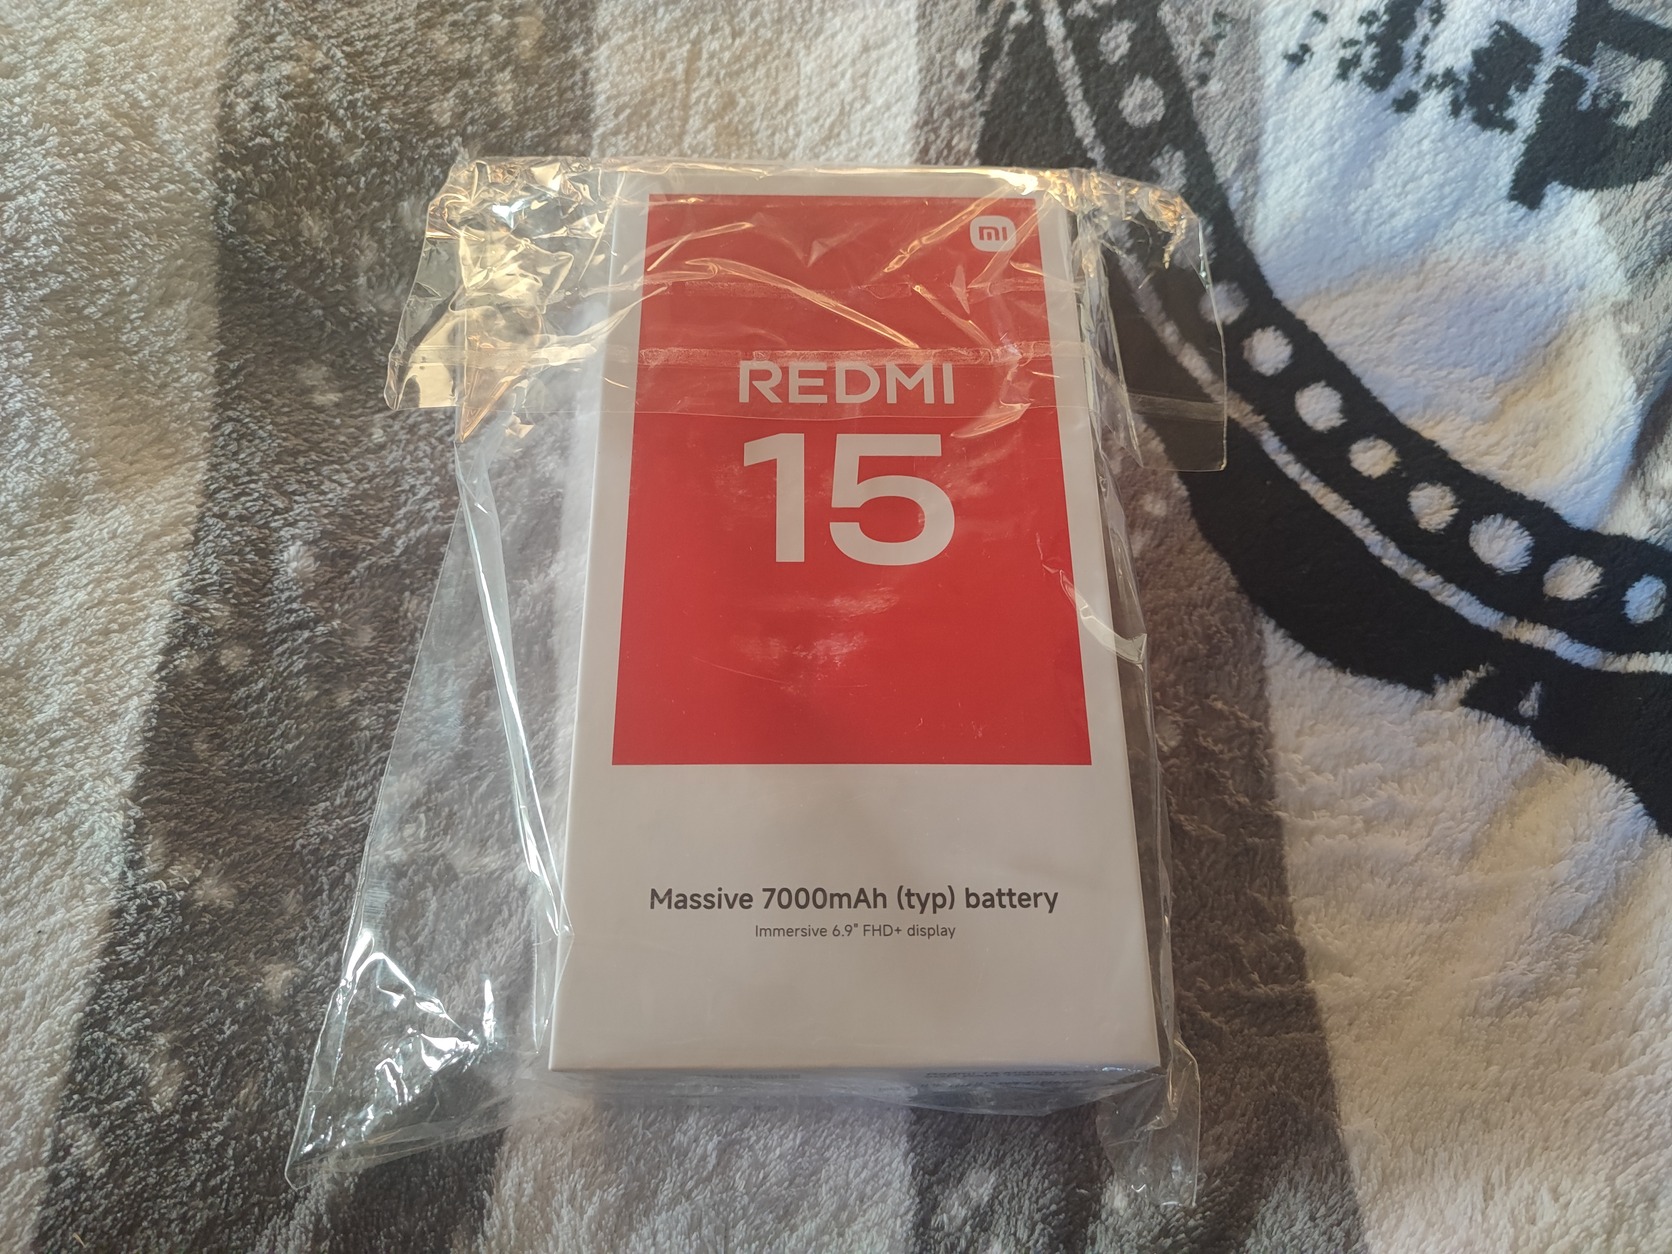 mi
REDMI
15
Massive 7000mAh (typ) battery
Immersive 6.9" FHD+ display